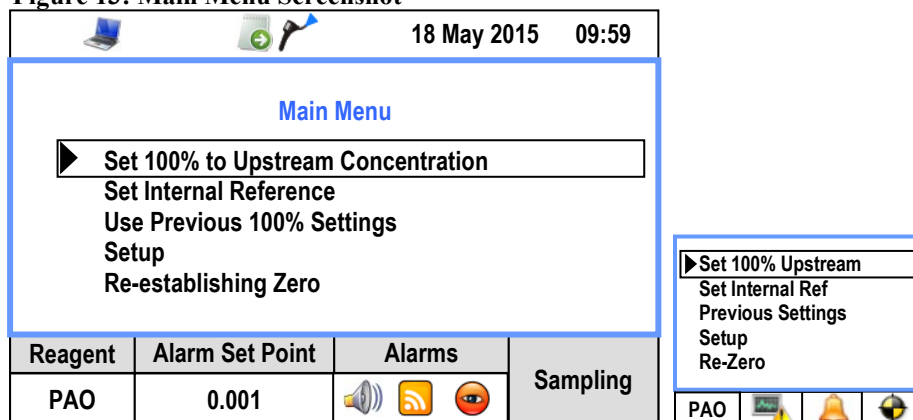 Figure 13: Main Menu Screenshot
18 May 2015 09:59
Main Menu
Set 100% to Upstream Concentration
Set Internal Reference
Use Previous 100% Settings
Setup
Re-establishing Zero
Reagent Alarm Set Point Alarms
Sampling
PAO 0.001
Set 100% Upstream
Set Internal Ref
Previous Settings
Setup
Re-Zero
PAO